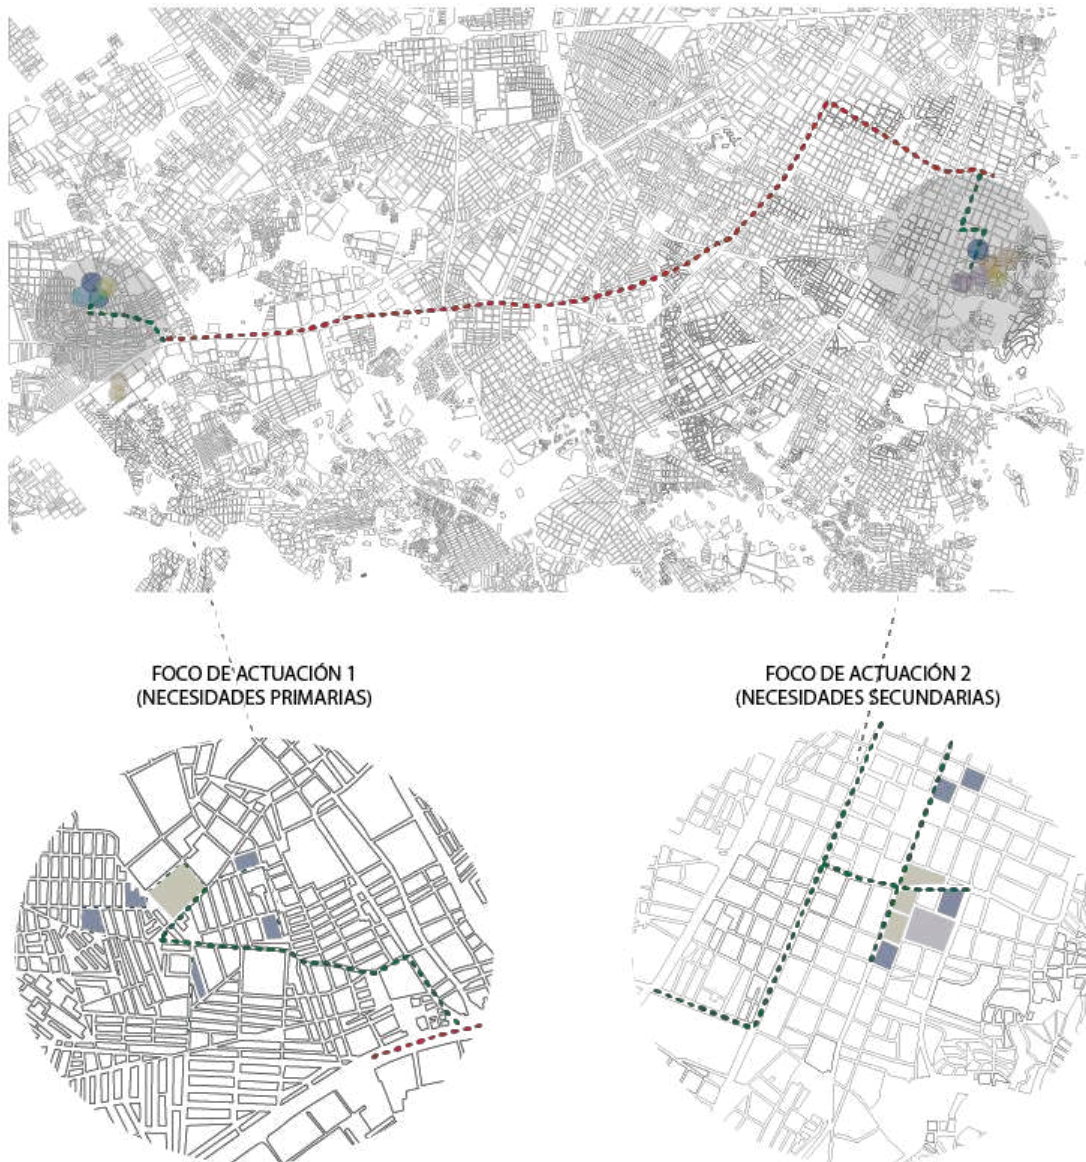 FOCO DE ACTUACIÓN 1
(NECESIDADES PRIMARIAS)
FOCO DE ACTUACIÓN 2
(NECESIDADES SECUNDARIAS)